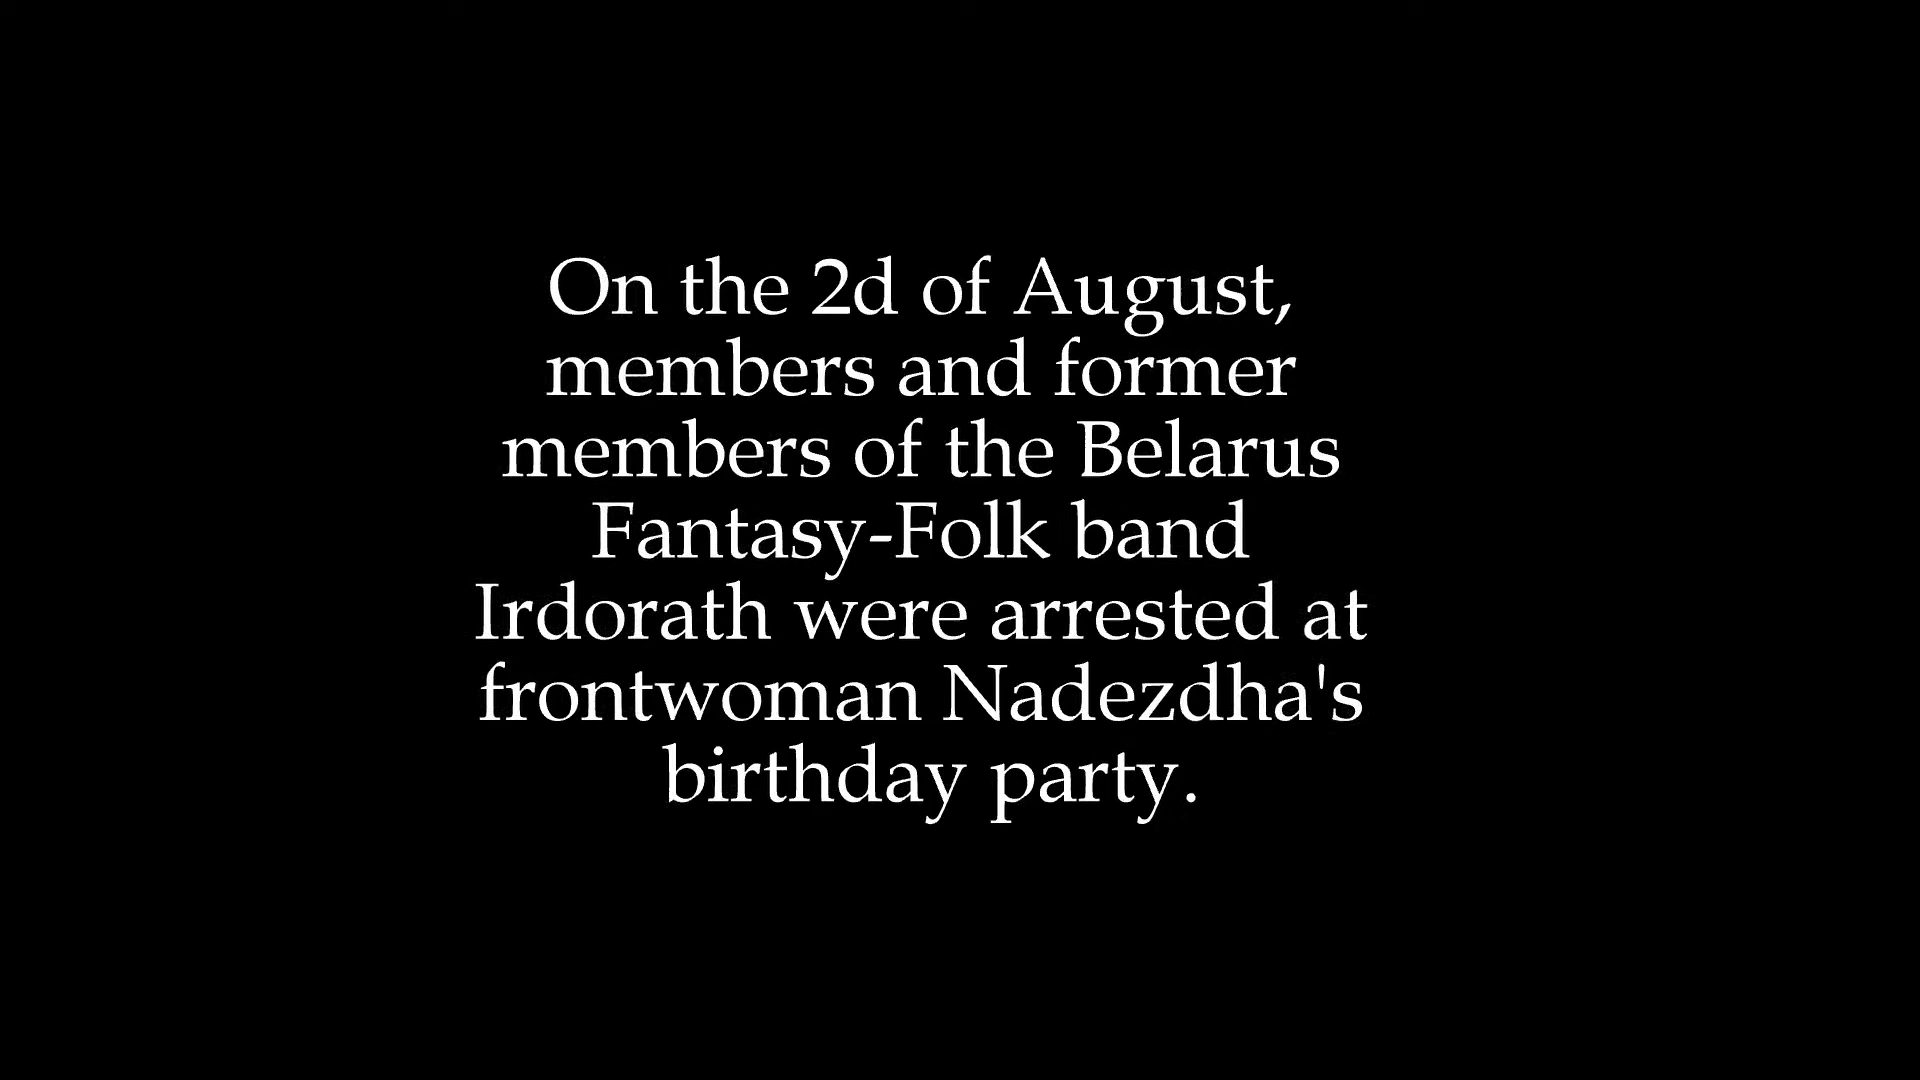 On the 2d of August,
members and former
members of the Belarus
Fantasy-Folk band
Irdorath were arrested at
frontwoman Nadezdha's
birthday party.